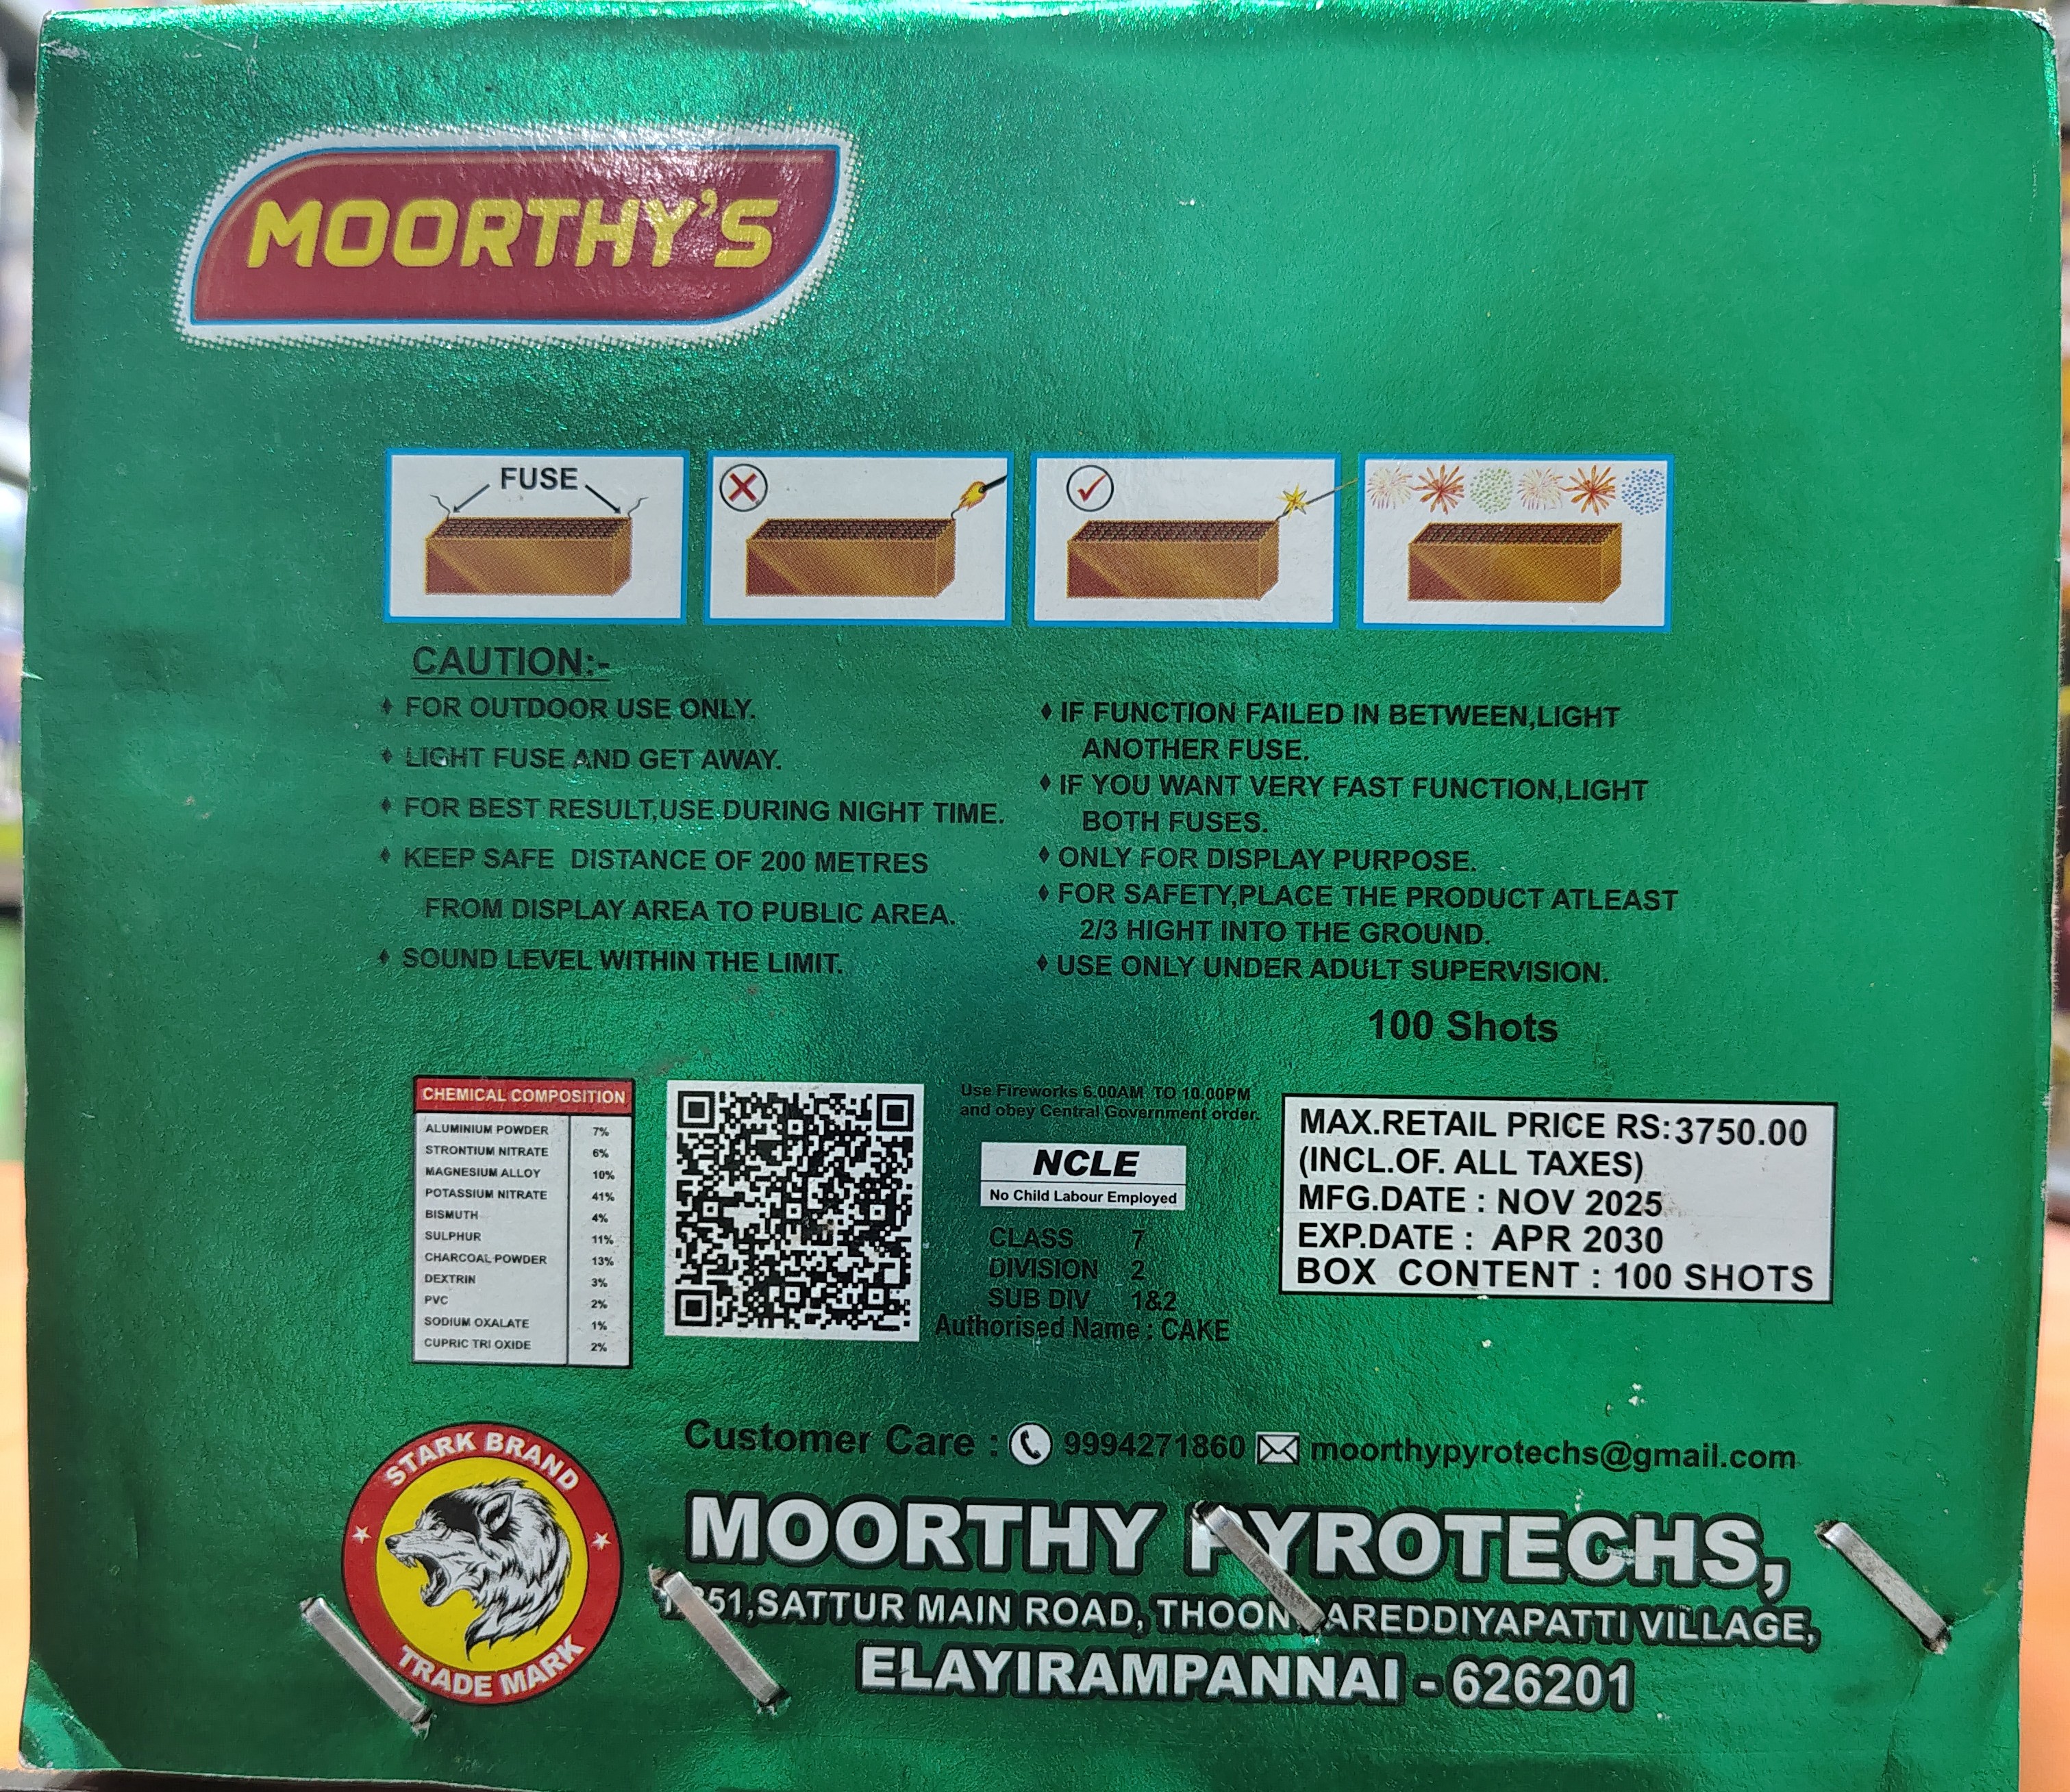 MOORTHY'S
FUSE
CAUTION:-
FOR OUTDOOR USE ONLY.
LIGHT FUSE AND GET AWAY.
FOR BEST RESULT,USE DURING NIGHT TIME.
KEEP SAFE DISTANCE OF 200 METRES
FROM DISPLAY AREA TO PUBLIC AREA.
SOUND LEVEL WITHIN THE LIMIT.
IF FUNCTION FAILED IN BETWEEN,LIGHT
ANOTHER FUSE.
IF YOU WANT VERY FAST FUNCTION,LIGHT
BOTH FUSES.
ONLY FOR DISPLAY PURPOSE.
FOR SAFETY,PLACE THE PRODUCT ATLEAST
2/3 HIGHT INTO THE GROUND.
USE ONLY UNDER ADULT SUPERVISION.
100 Shots
CHEMICAL COMPOSITION
ALUMINIUM POWDER 7%
STRONTIUM NITRATE 6%
MAGNESIUM ALLOY 10%
POTASSIUM NITRATE 41%
BISMUTH 4%
SULPHUR 11%
CHARCOAL POWDER 13%
DEXTRIN 3%
PVC 2%
SODIUM OXALATE 1%
CUPRIC TRI OXIDE 2%
Use Fireworks 6.00AM TO 10.00PM
and obey Central Government order.
NCLE
No Child Labour Employed
CLASS 7
DIVISION 2
SUB DIV 1&2
Authorised Name : CAKE
MAX.RETAIL PRICE RS:3750.00
(INCL.OF. ALL TAXES)
MFG.DATE : NOV 2025
EXP.DATE : APR 2030
BOX CONTENT : 100 SHOTS
STARK BRAND
TRADE MARK
Customer Care : 9994271860 moorthypyrotechs@gmail.com
MOORTHY PYROTECHS,
SATTUR MAIN ROAD, VILLAGE,
ELAYIRAMPANNAI - 626201